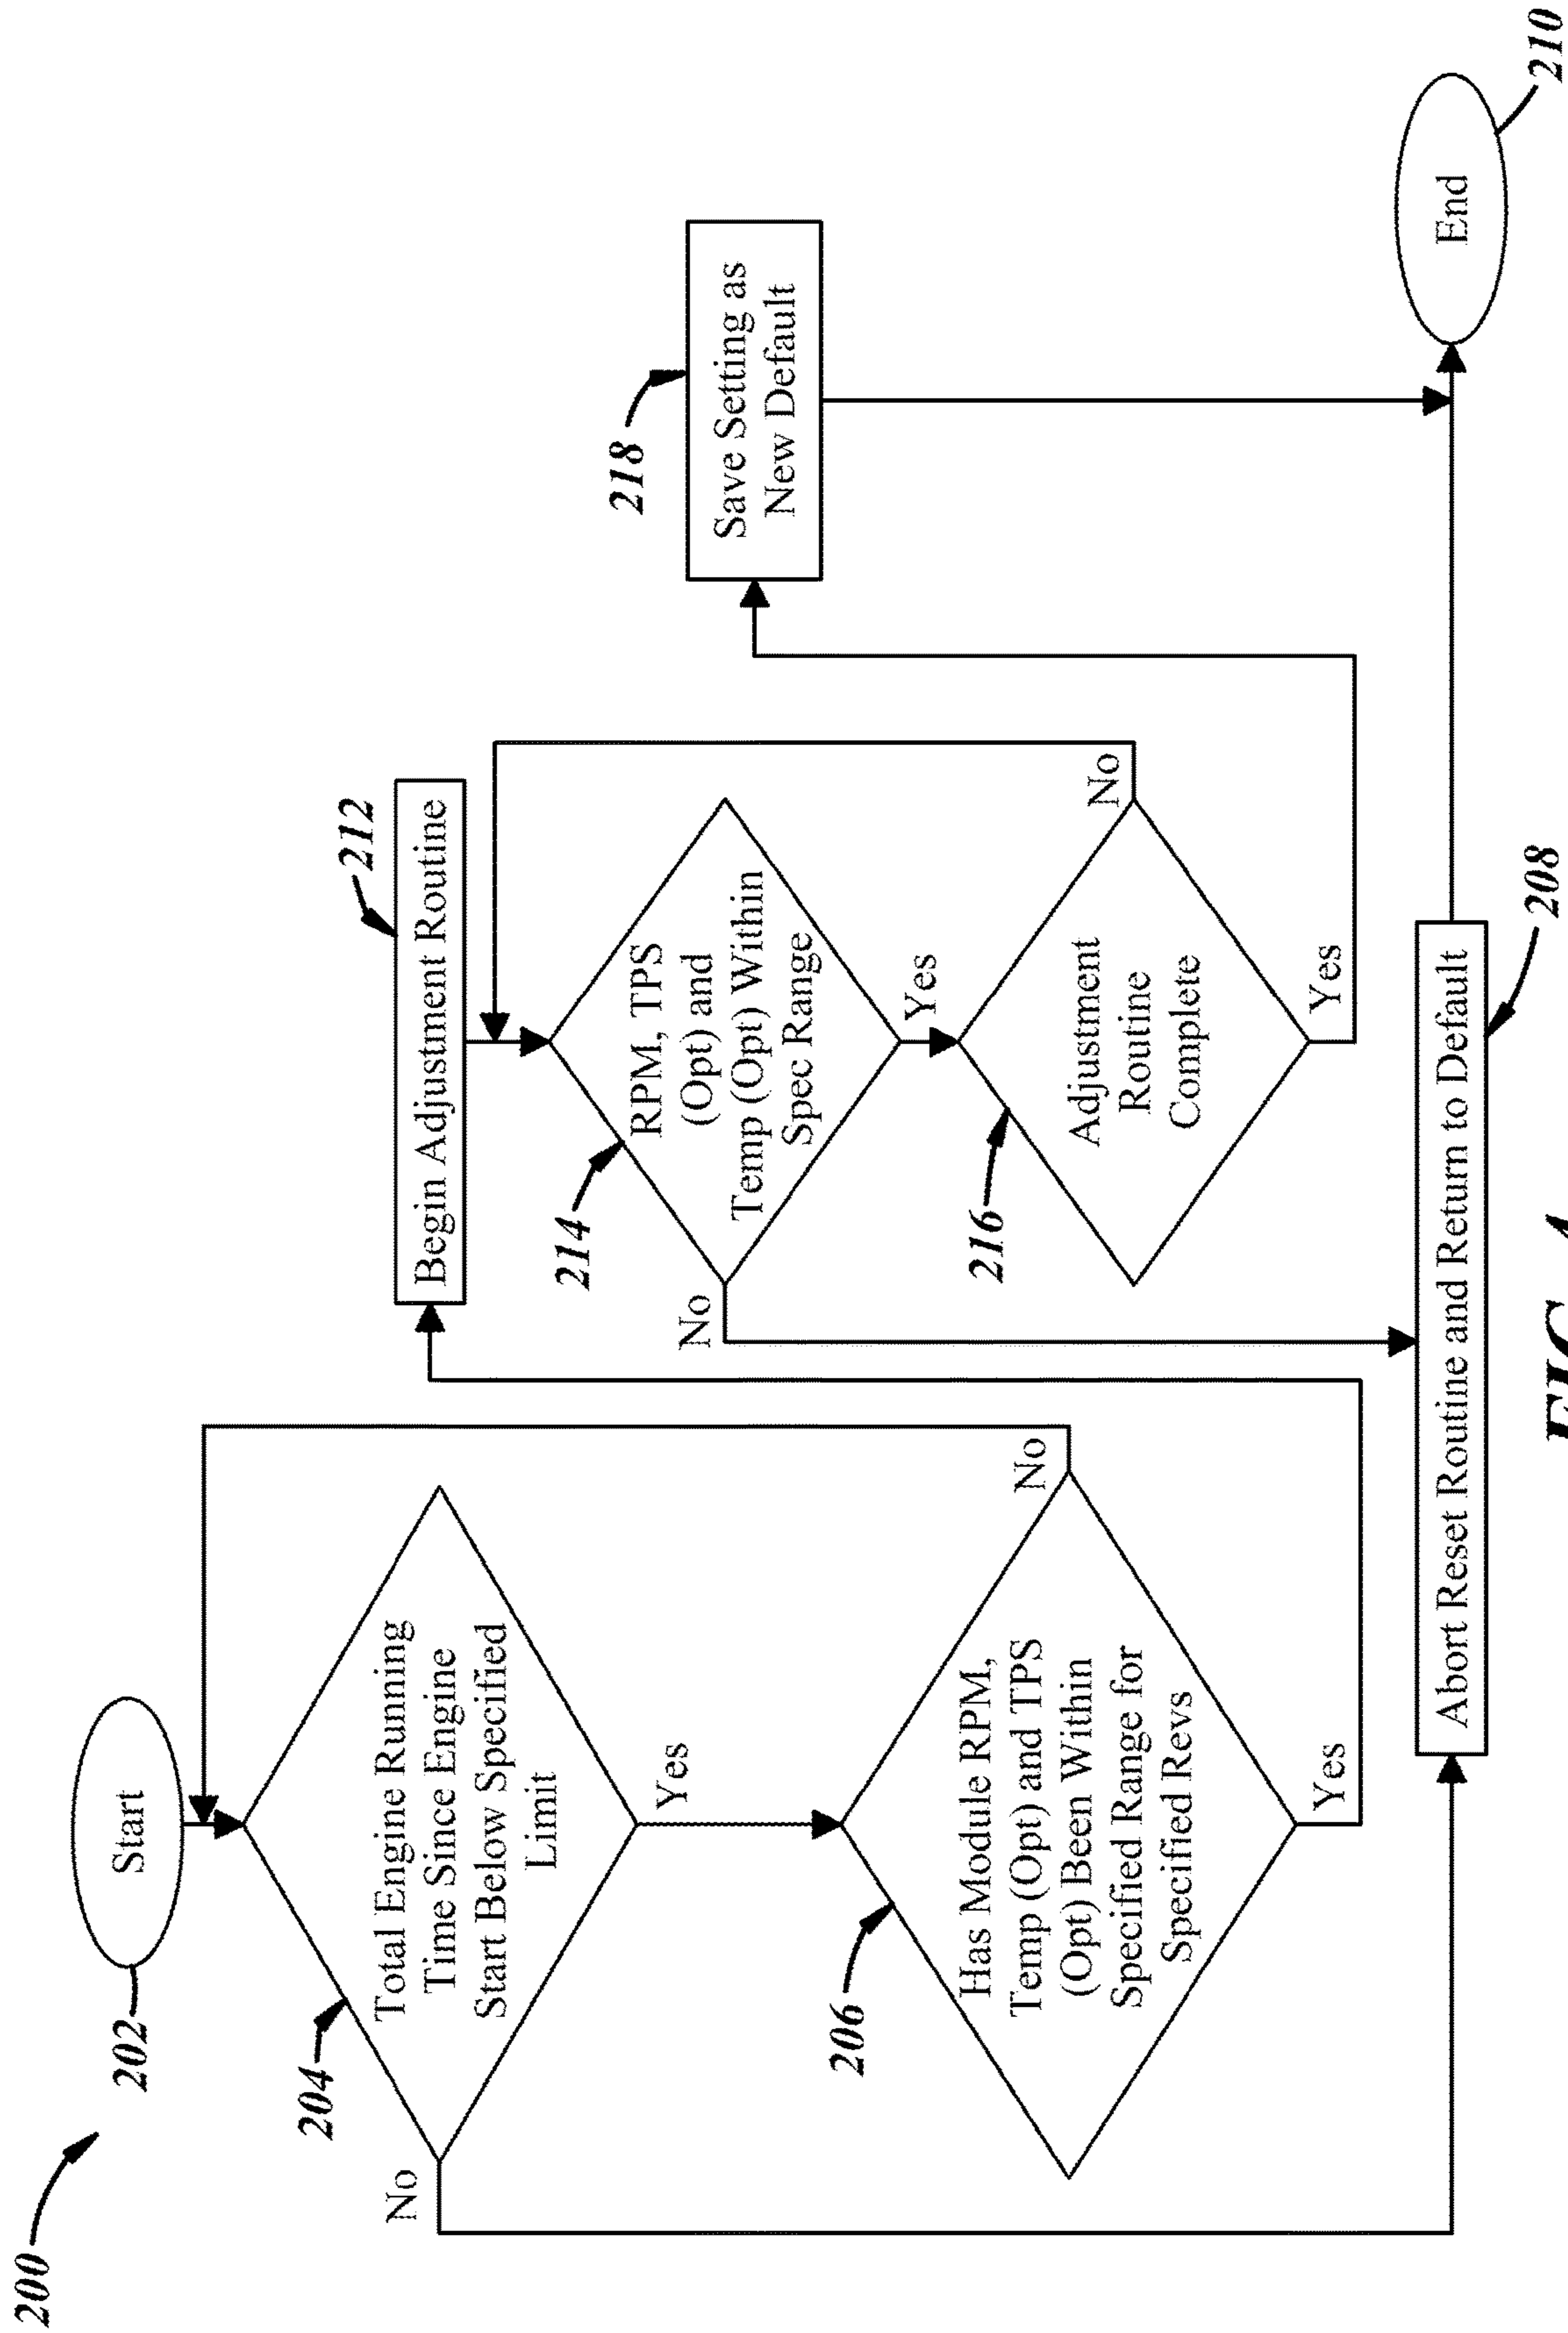 200
202
Start
204
Total Engine Running
Time Since Engine
Start Below Specified
Limit
No
Yes
206
Has Module RPM,
Temp (Opt) and TPS
(Opt) Been Within
Specified Range for
Specified Revs
No
Yes
212
Begin Adjustment Routine
214
RPM, TPS
(Opt) and
Temp (Opt) Within
Spec Range
No
Yes
216
Adjustment
Routine
Complete
No
Yes
218
Save Setting as
New Default
Abort Reset Routine and Return to Default
208
End
210
FIG.